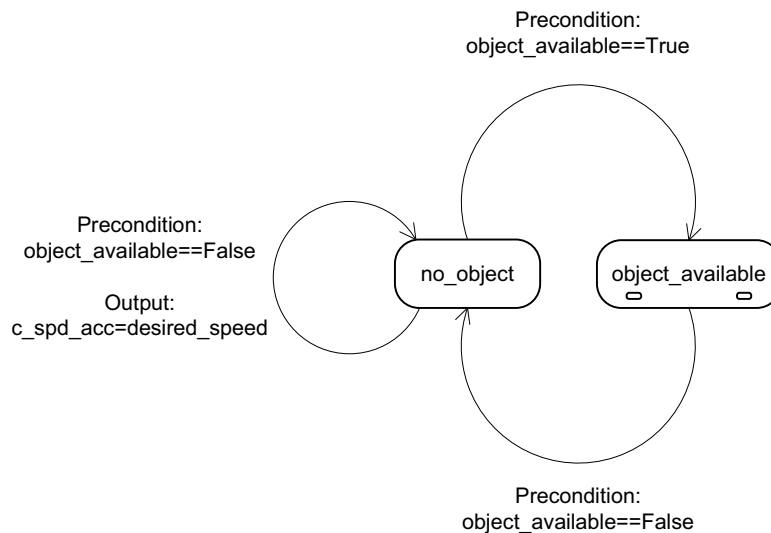 Precondition:
object_available==True
Precondition:
object_available==False
Output:
c_spd_acc=desired_speed
no_object
object_available
Precondition:
object_available==False